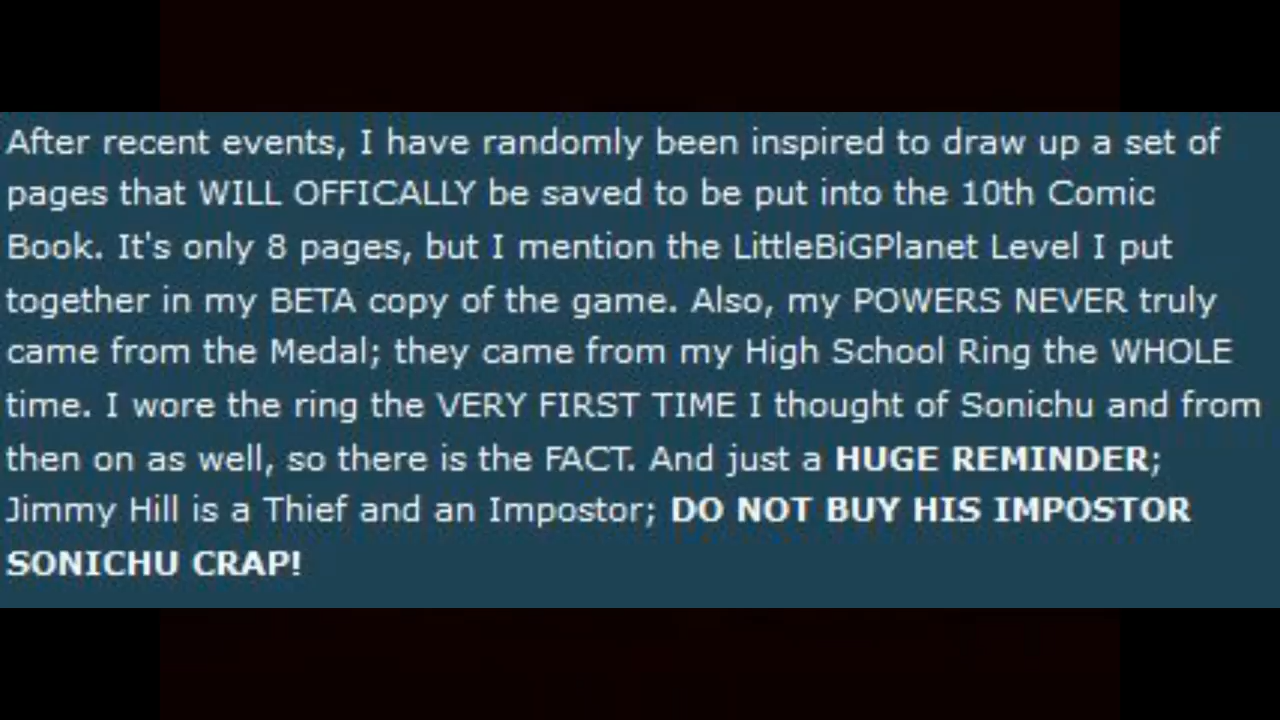 After recent events, I have randomly been inspired to draw up a set of
pages that WILL OFFICALLY be saved to be put into the 10th Comic
Book. It's only 8 pages, but I mention the LittleBiGPlanet Level I put
together in my BETA copy of the game. Also, my POWERS NEVER truly
came from the Medal; they came from my High School Ring the WHOLE
time. I wore the ring the VERY FIRST TIME I thought of Sonichu and from
then on as well, so there is the FACT. And just a HUGE REMINDER;
Jimmy Hill is a Thief and an Impostor; DO NOT BUY HIS IMPOSTOR
SONICHU CRAP!